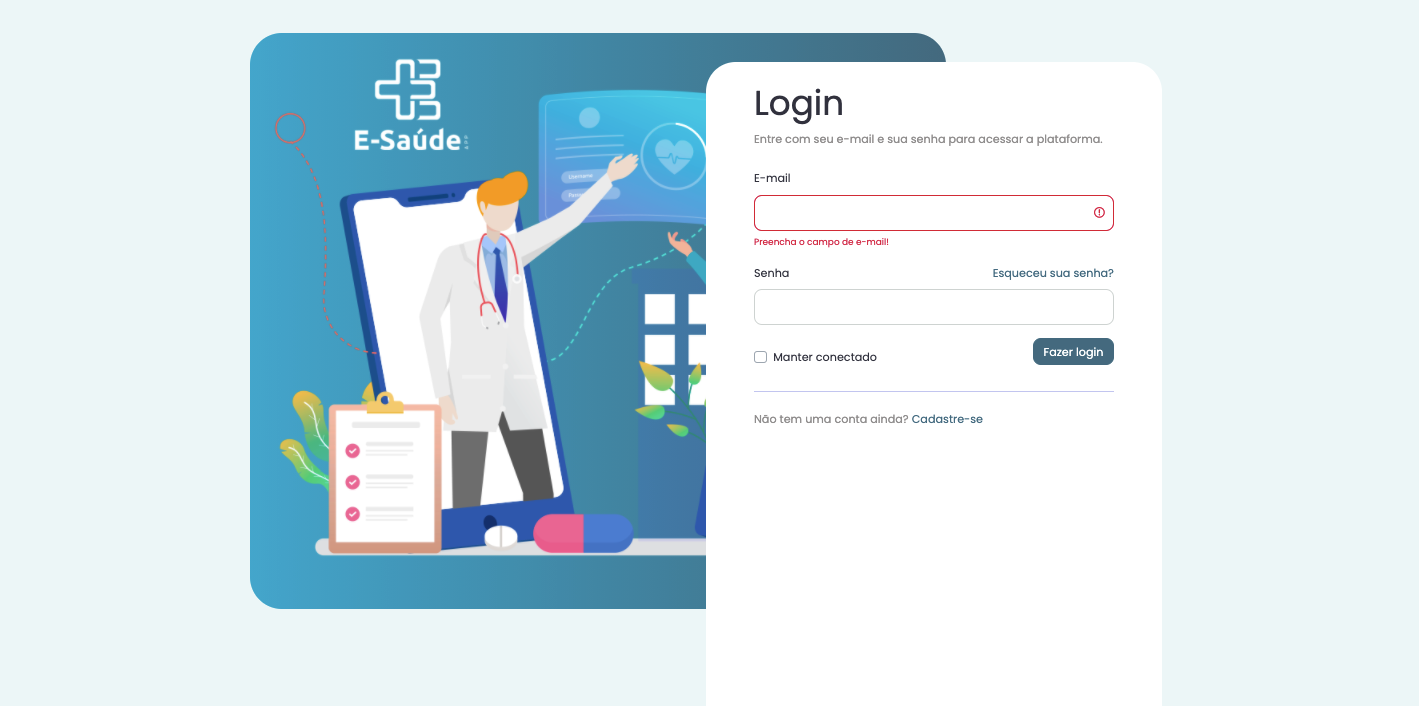 E-Saúde
Username
Login
Entre com seu e-mail e sua senha para acessar a plataforma.
E-mail
Preencha o campo de e-mail!
Senha
Esqueceu sua senha?
Manter conectado
Fazer login
Não tem uma conta ainda? Cadastre-se